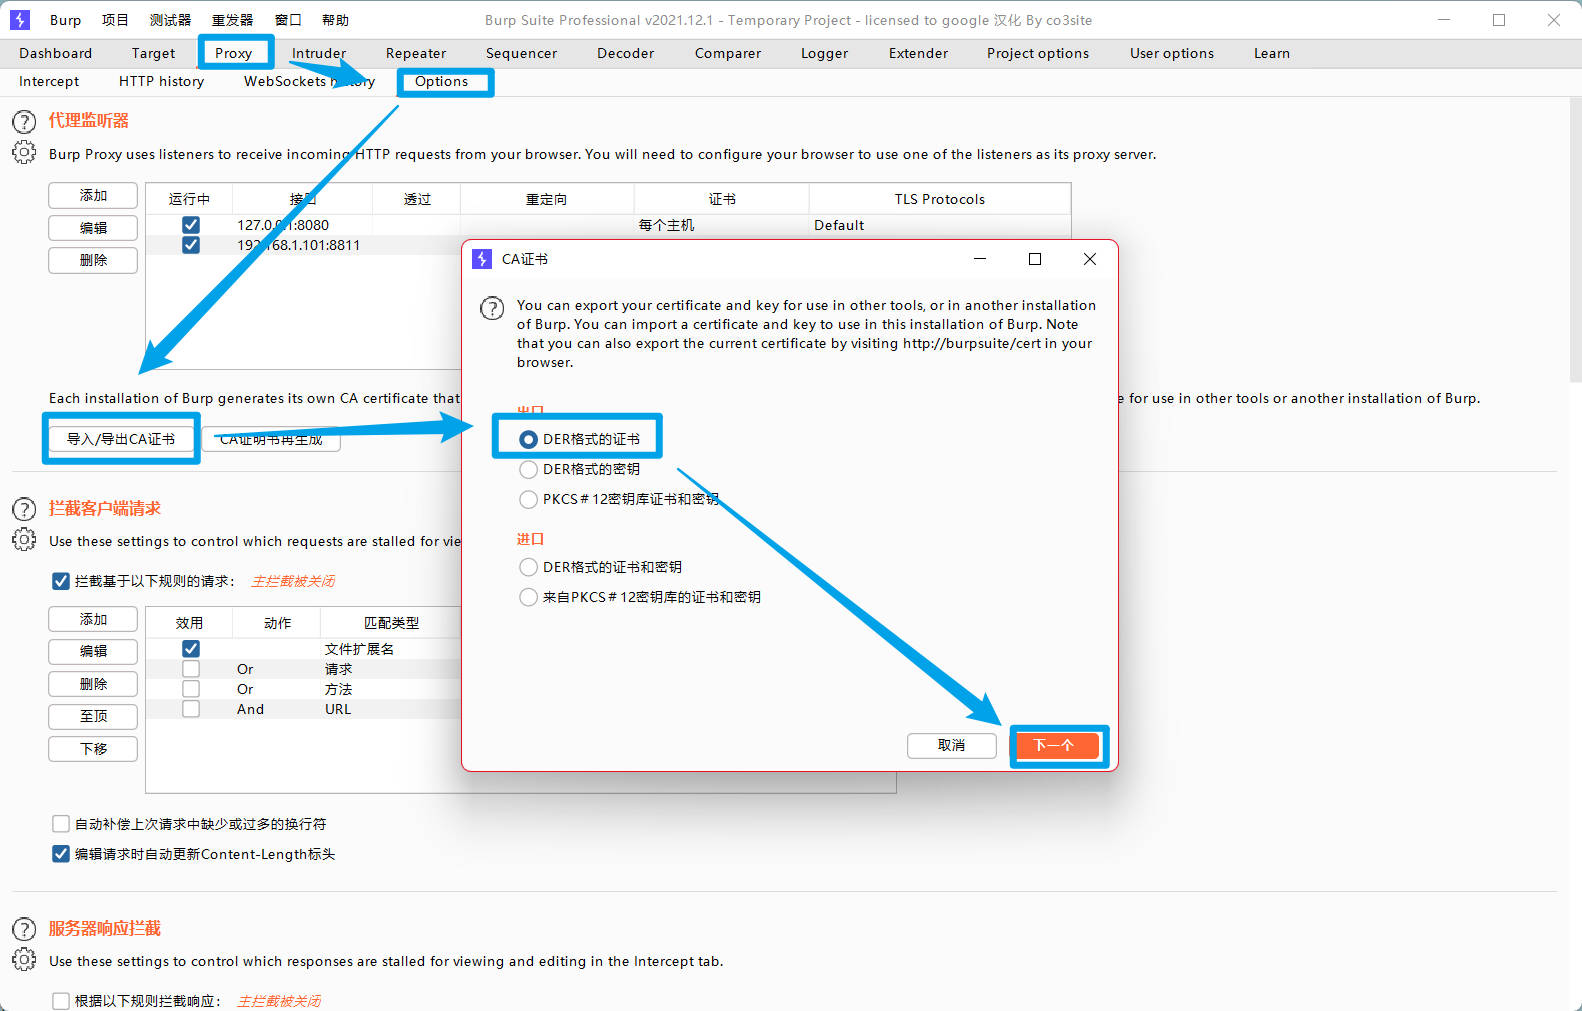 Burp 项目 测试器 重发器 窗口 帮助 Burp Suite Professional v2021.12.1 - Temporary Project - licensed to google 汉化 By co3site
Dashboard Target Proxy Intruder Repeater Sequencer Decoder Comparer Logger Extender Project options User options Learn
Intercept HTTP history WebSockets history Options
代理监听器
Burp Proxy uses listeners to receive incoming HTTP requests from your browser. You will need to configure your browser to use one of the listeners as its proxy server.
添加
编辑
删除
运行中 接口 透过 重定向 证书 TLS Protocols
127.0.0.1:8080 每个主机 Default
192.168.1.101:8811
Each installation of Burp generates its own CA certificate that
e for use in other tools or another installation of Burp.
导入/导出CA证书 CA证明书再生成
CA证书
You can export your certificate and key for use in other tools, or in another installation
of Burp. You can import a certificate and key to use in this installation of Burp. Note
that you can also export the current certificate by visiting http://burpsuite/cert in your
browser.
出口
DER格式的证书
DER格式的密钥
PKCS＃12密钥库证书和密钥
进口
DER格式的证书和密钥
来自PKCS＃12密钥库的证书和密钥
取消 下一个
拦截客户端请求
Use these settings to control which requests are stalled for vie
拦截基于以下规则的请求： 主拦截被关闭
添加
编辑
删除
至顶
下移
效用 动作 匹配类型
文件扩展名
Or 请求
Or 方法
And URL
自动补偿上次请求中缺少或过多的换行符
编辑请求时自动更新Content-Length标头
服务器响应拦截
Use these settings to control which responses are stalled for viewing and editing in the Intercept tab.
根据以下规则拦截响应： 主拦截被关闭